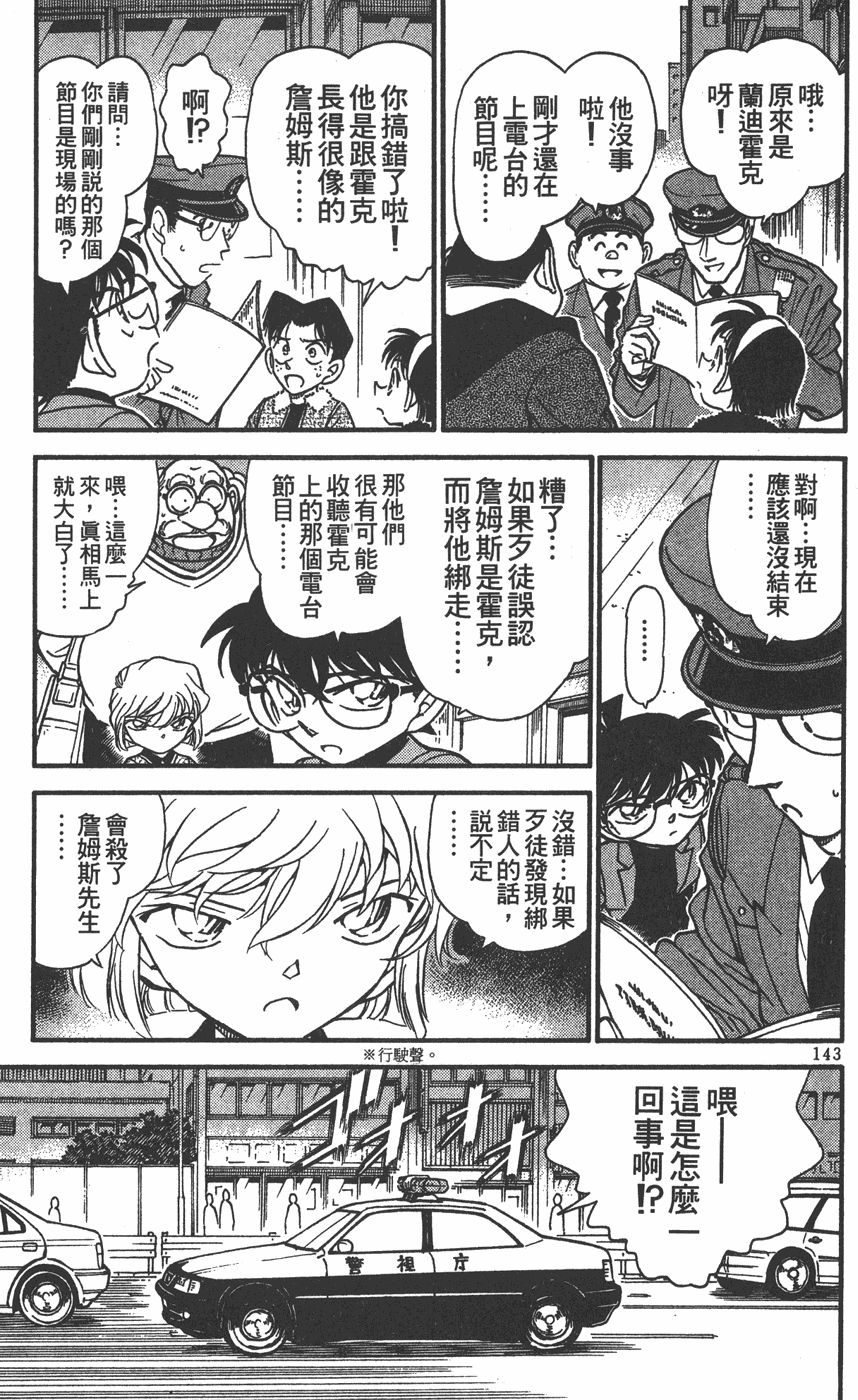 哦…
原來是
蘭迪霍克
呀！
他沒事
啦！
剛才還在
上電台的
節目呢……
你搞錯了啦！
他是跟霍克
長得很像的
詹姆斯……
啊!?
請問…
你們剛剛說的那個
節目是現場的嗎？
對啊…現在
應該還沒結束
……
……
糟了…
如果歹徒誤認
詹姆斯是霍克，
而將他綁走……
那他們
很有可能會
收聽霍克
上的那個電台
節目……
喂…這麼一
來，真相馬上
就大白了……
沒錯…如果
歹徒發現綁
錯人的話，
說不定
……
會殺了
詹姆斯先生
……
※行駛聲。
143
喂——
這是怎麼一
回事啊!?
警視庁